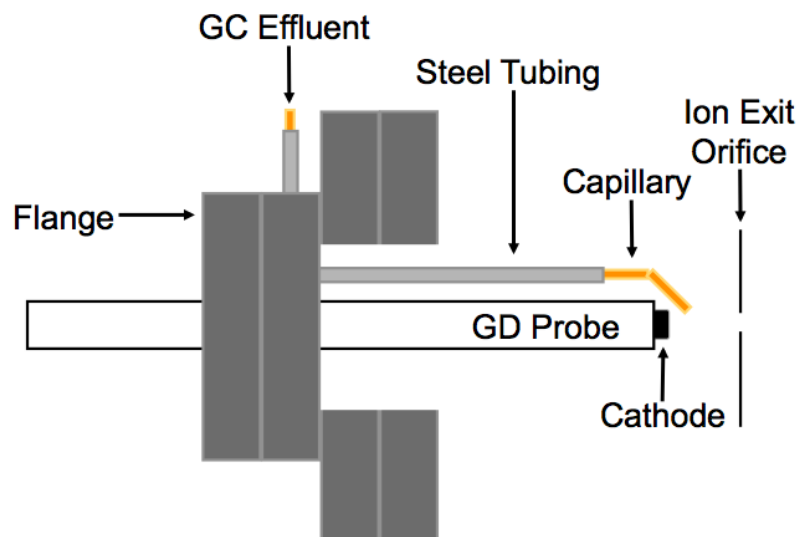 GC Effluent
Steel Tubing
Ion Exit
Orifice
Capillary
Flange
GD Probe
Cathode